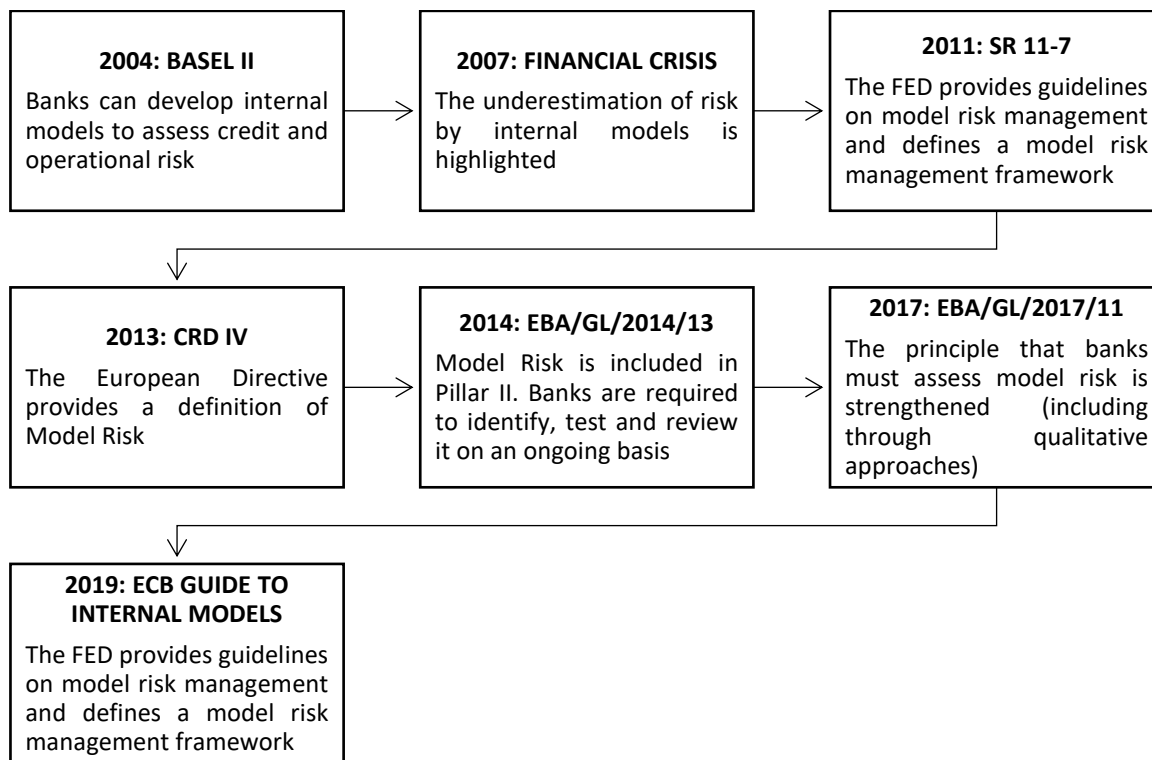 2004: BASEL II
Banks can develop internal
models to assess credit and
operational risk
2007: FINANCIAL CRISIS
The underestimation of risk
by internal models is
highlighted
2011: SR 11-7
The FED provides guidelines
on model risk management
and defines a model risk
management framework
2013: CRD IV
The European Directive
provides a definition of
Model Risk
2014: EBA/GL/2014/13
Model Risk is included in
Pillar II. Banks are required
to identify, test and review
it on an ongoing basis
2017: EBA/GL/2017/11
The principle that banks
must assess model risk is
strengthened (including
through qualitative
approaches)
2019: ECB GUIDE TO
INTERNAL MODELS
The FED provides guidelines
on model risk management
and defines a model risk
management framework